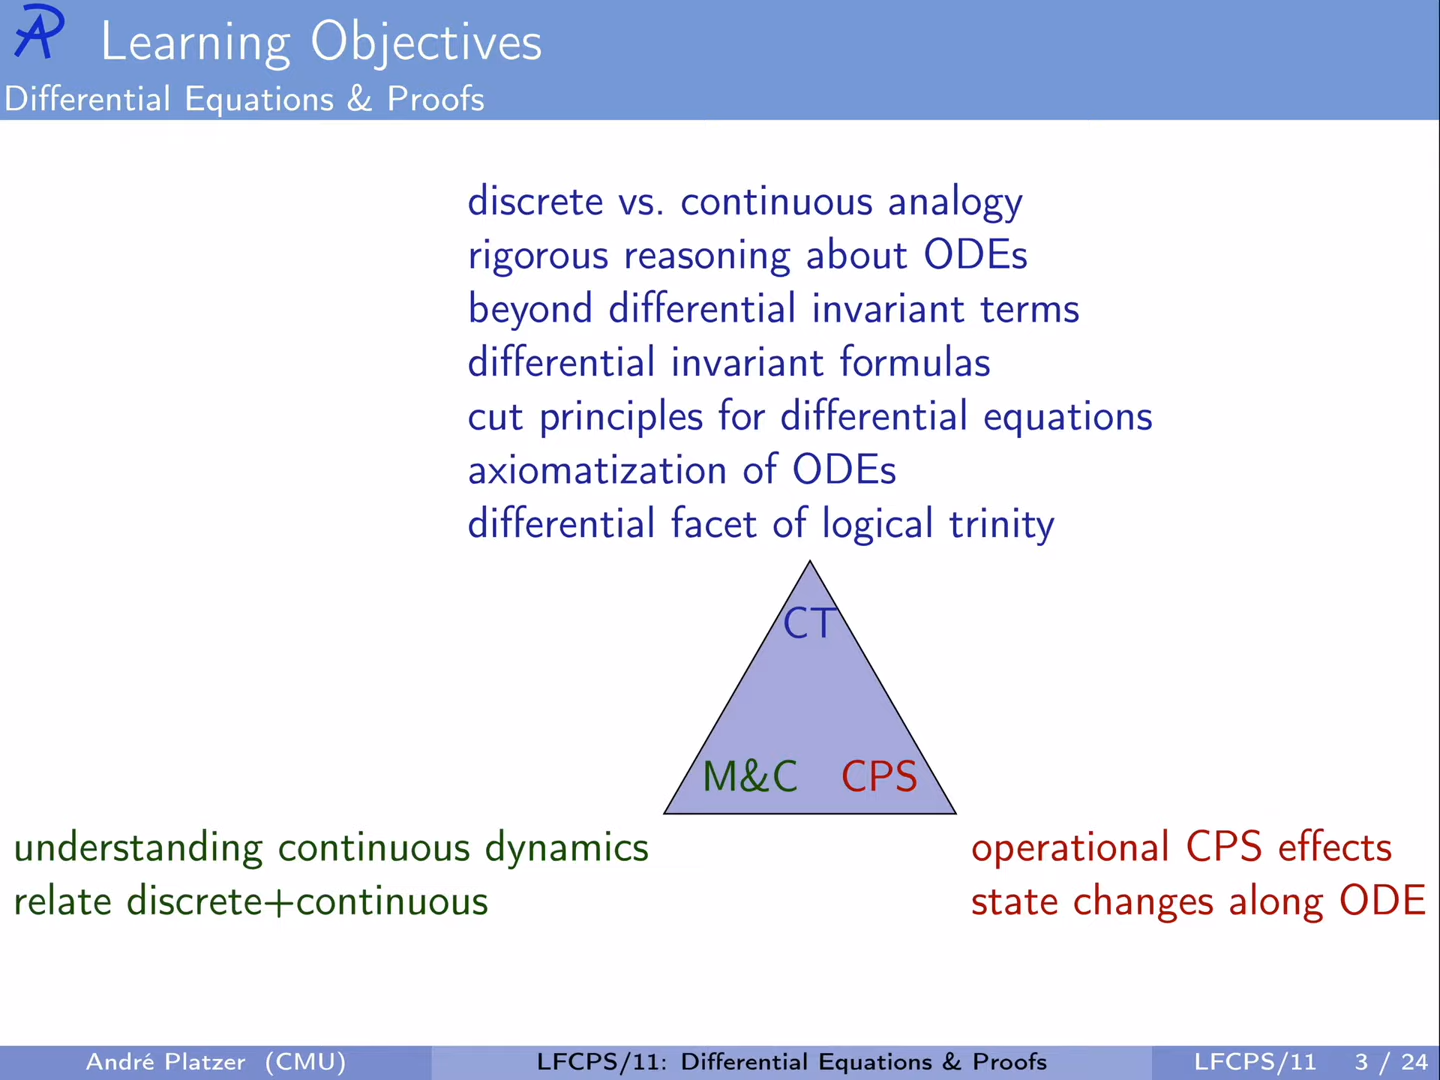 AP Learning Objectives
Differential Equations & Proofs
discrete vs. continuous analogy
rigorous reasoning about ODEs
beyond differential invariant terms
differential invariant formulas
cut principles for differential equations
axiomatization of ODEs
differential facet of logical trinity
CT
M&C CPS
understanding continuous dynamics
relate discrete+continuous
operational CPS effects
state changes along ODE
André Platzer (CMU) LFCPS/11: Differential Equations & Proofs LFCPS/11 3 / 24